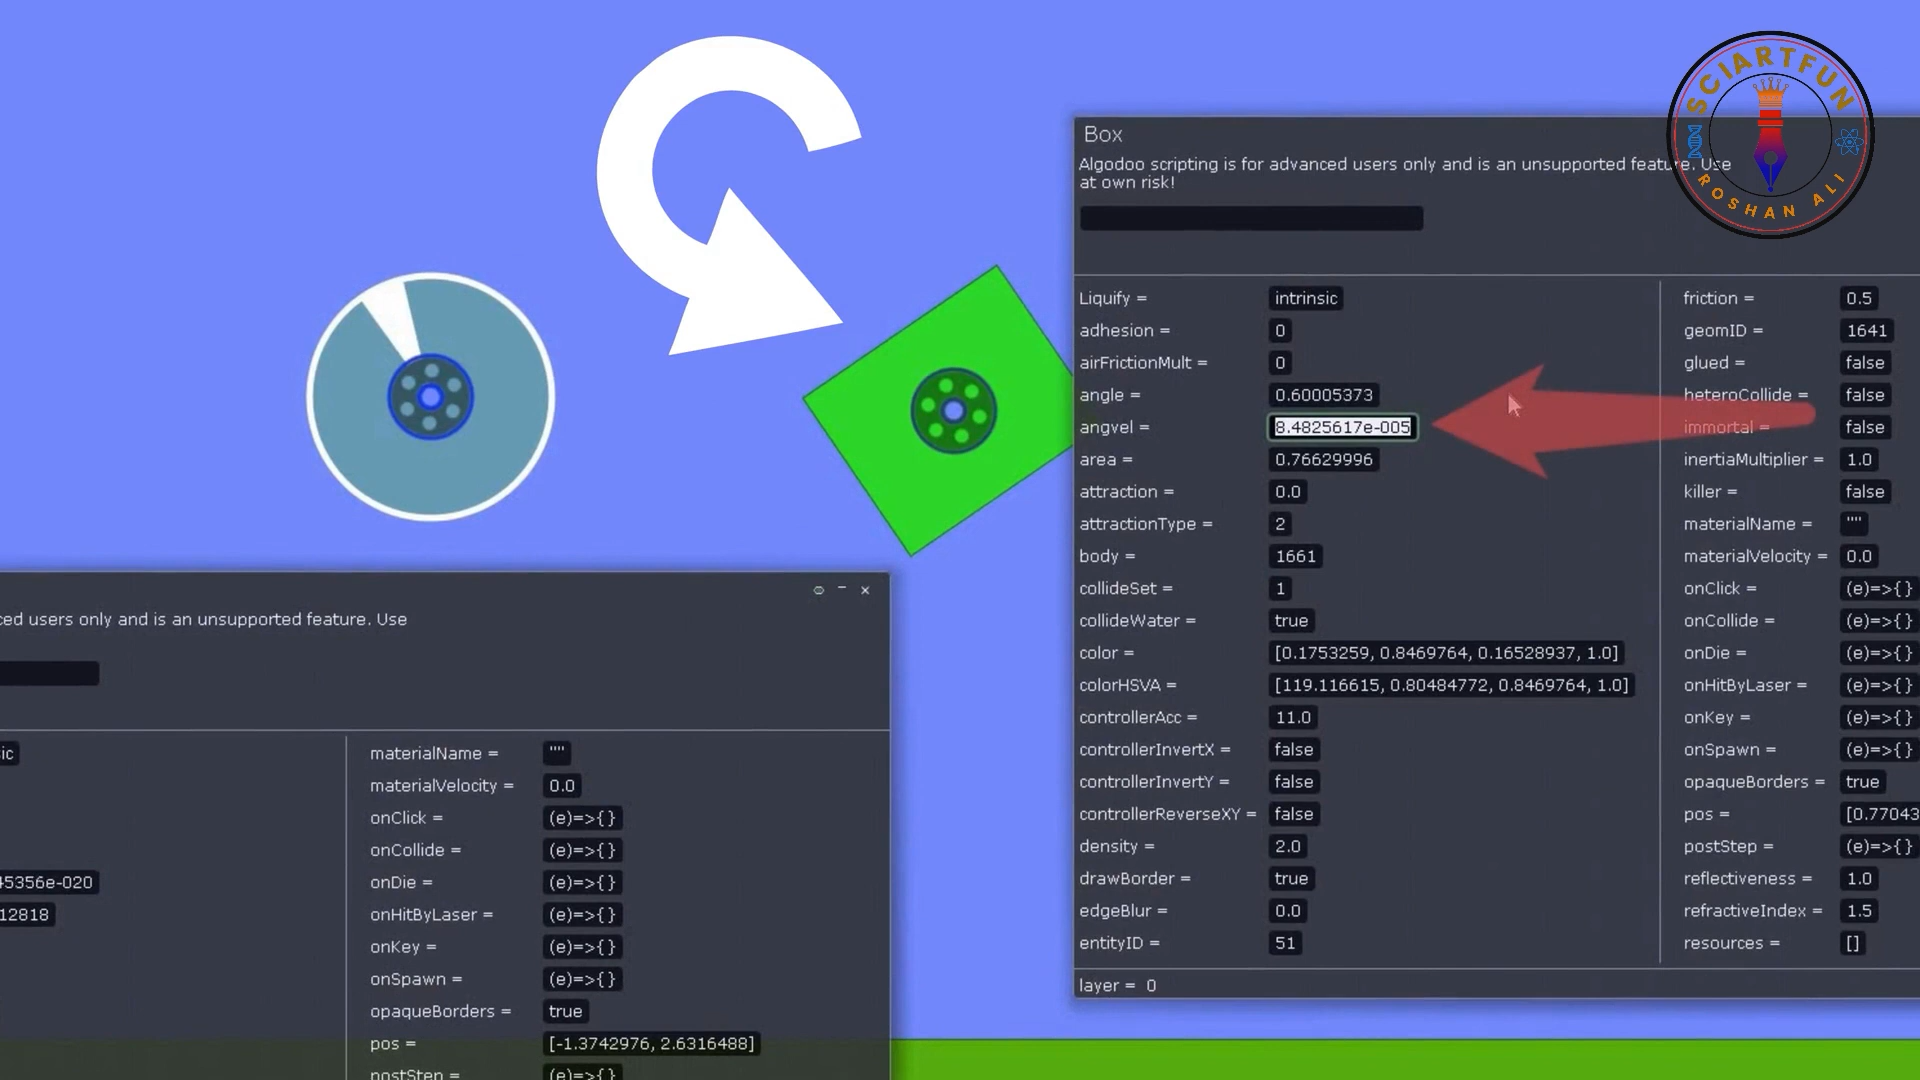 SCIARTFUN
ROSHAN ALI
Box
Algodoo scripting is for advanced users only and is an unsupported feature. Use
at own risk!
Liquify = intrinsic
adhesion = 0
airFrictionMult = 0
angle = 0.60005373
angvel = 8.4825617e-005
area = 0.76629996
attraction = 0.0
attractionType = 2
body = 1661
collideSet = 1
collideWater = true
color = [0.1753259, 0.8469764, 0.16528937, 1.0]
colorHSVA = [119.116615, 0.80484772, 0.8469764, 1.0]
controllerAcc = 11.0
controllerInvertX = false
controllerInvertY = false
controllerReverseXY = false
density = 2.0
drawBorder = true
edgeBlur = 0.0
entityID = 51
friction = 0.5
geomID = 1641
glued = false
heteroCollide = false
immortal = false
inertiaMultiplier = 1.0
killer = false
materialName = ""
materialVelocity = 0.0
onClick = (e)=>{}
onCollide = (e)=>{}
onDie = (e)=>{}
onHitByLaser = (e)=>{}
onKey = (e)=>{}
onSpawn = (e)=>{}
opaqueBorders = true
pos = [0.77043
postStep = (e)=>{}
reflectiveness = 1.0
refractiveIndex = 1.5
resources = []
layer = 0
ced users only and is an unsupported feature. Use
ic
45356e-020
12818
materialName = ""
materialVelocity = 0.0
onClick = (e)=>{}
onCollide = (e)=>{}
onDie = (e)=>{}
onHitByLaser = (e)=>{}
onKey = (e)=>{}
onSpawn = (e)=>{}
opaqueBorders = true
pos = [-1.3742976, 2.6316488]
postStep = (e)=>{}